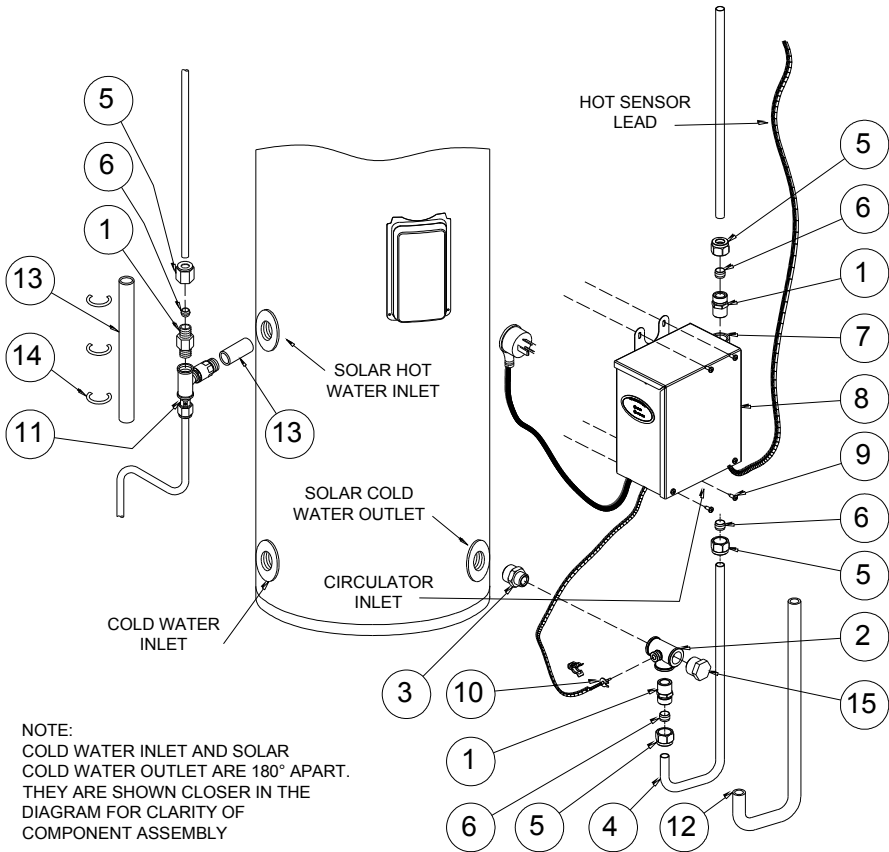 5
6
1
13
14
11
13
SOLAR HOT
WATER INLET
SOLAR COLD
WATER OUTLET
CIRCULATOR
INLET
COLD WATER
INLET
HOT SENSOR
LEAD
5
6
1
7
8
9
6
5
2
15
3
10
1
6
5
4
12
NOTE:
COLD WATER INLET AND SOLAR
COLD WATER OUTLET ARE 180° APART.
THEY ARE SHOWN CLOSER IN THE
DIAGRAM FOR CLARITY OF
COMPONENT ASSEMBLY